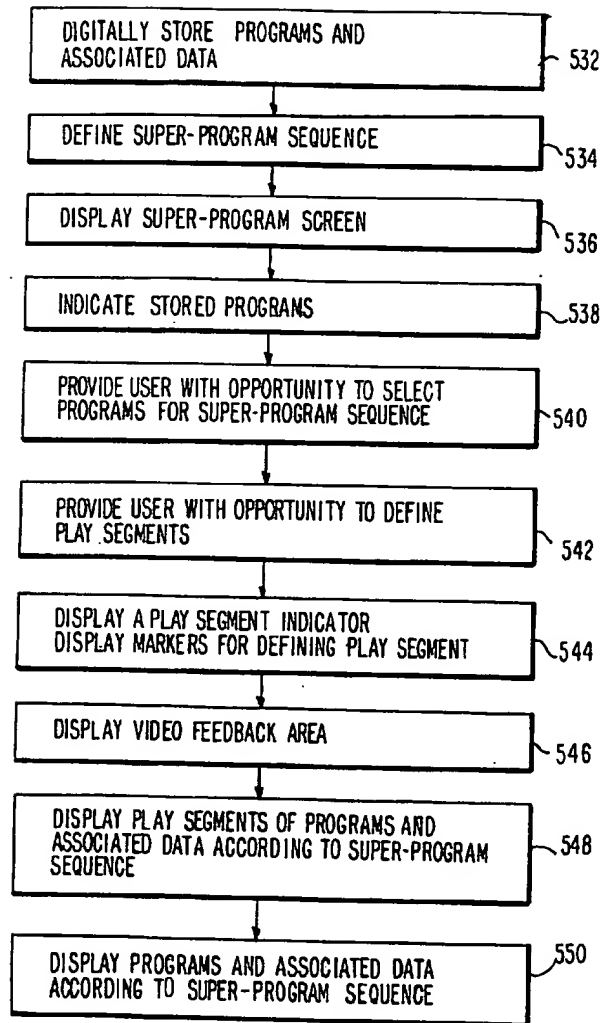 DIGITALLY STORE PROGRAMS AND
ASSOCIATED DATA
532
DEFINE SUPER-PROGRAM SEQUENCE
534
DISPLAY SUPER-PROGRAM SCREEN
536
INDICATE STORED PROGRAMS
538
PROVIDE USER WITH OPPORTUNITY TO SELECT
PROGRAMS FOR SUPER-PROGRAM SEQUENCE
540
PROVIDE USER WITH OPPORTUNITY TO DEFINE
PLAY SEGMENTS
542
DISPLAY A PLAY SEGMENT INDICATOR
DISPLAY MARKERS FOR DEFINING PLAY SEGMENT
544
DISPLAY VIDEO FEEDBACK AREA
546
DISPLAY PLAY SEGMENTS OF PROGRAMS AND
ASSOCIATED DATA ACCORDING TO SUPER-PROGRAM
SEQUENCE
548
DISPLAY PROGRAMS AND ASSOCIATED DATA
ACCORDING TO SUPER-PROGRAM SEQUENCE
550